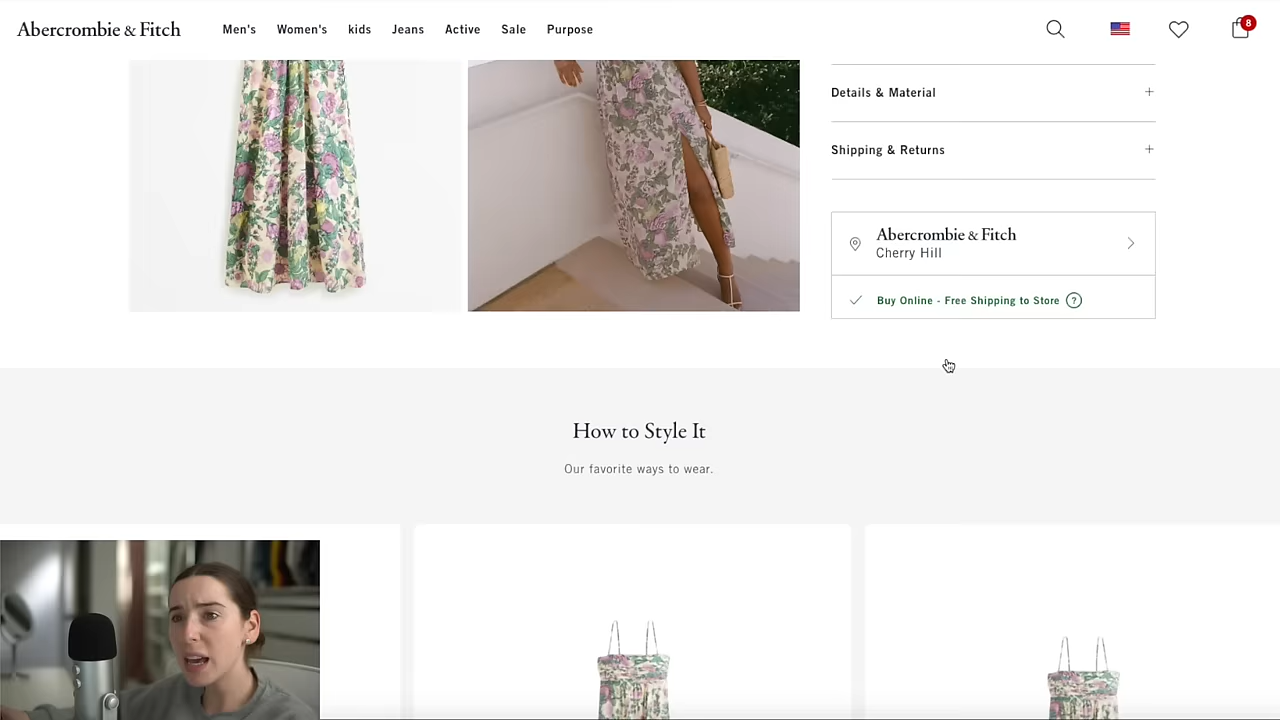 Abercrombie & Fitch
Men's
Women's
kids
Jeans
Active
Sale
Purpose
8
Details & Material
Shipping & Returns
Abercrombie & Fitch
Cherry Hill
Buy Online - Free Shipping to Store ?
How to Style It
Our favorite ways to wear.